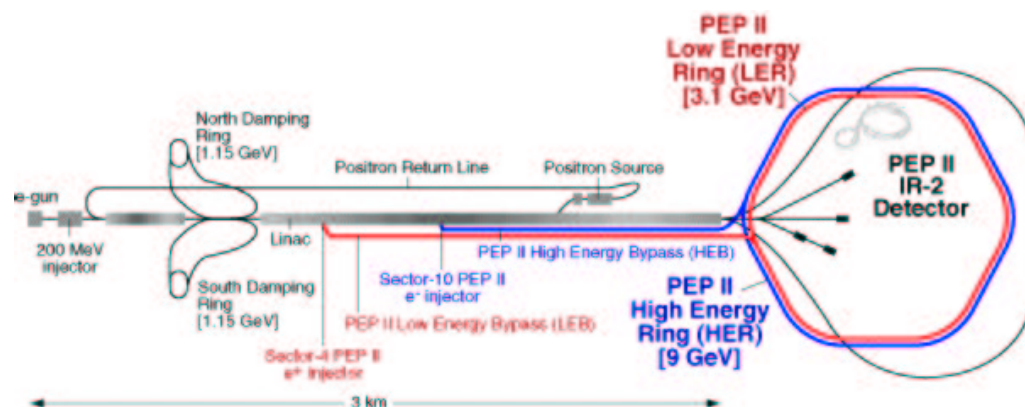 PEP II
Low Energy
Ring (LER)
[3.1 GeV]
North Damping
Ring
[1.15 GeV]
Positron Return Line
Positron Source
e-gun
200 MeV
injector
Linac
PEP II
IR-2
Detector
PEP II High Energy Bypass (HEB)
Sector-10 PEP II
e⁻ injector
South Damping
Ring
[1.15 GeV]
PEP II Low Energy Bypass (LEB)
Sector-4 PEP II
e⁺ injector
PEP II
High Energy
Ring (HER)
[9 GeV]
3 km